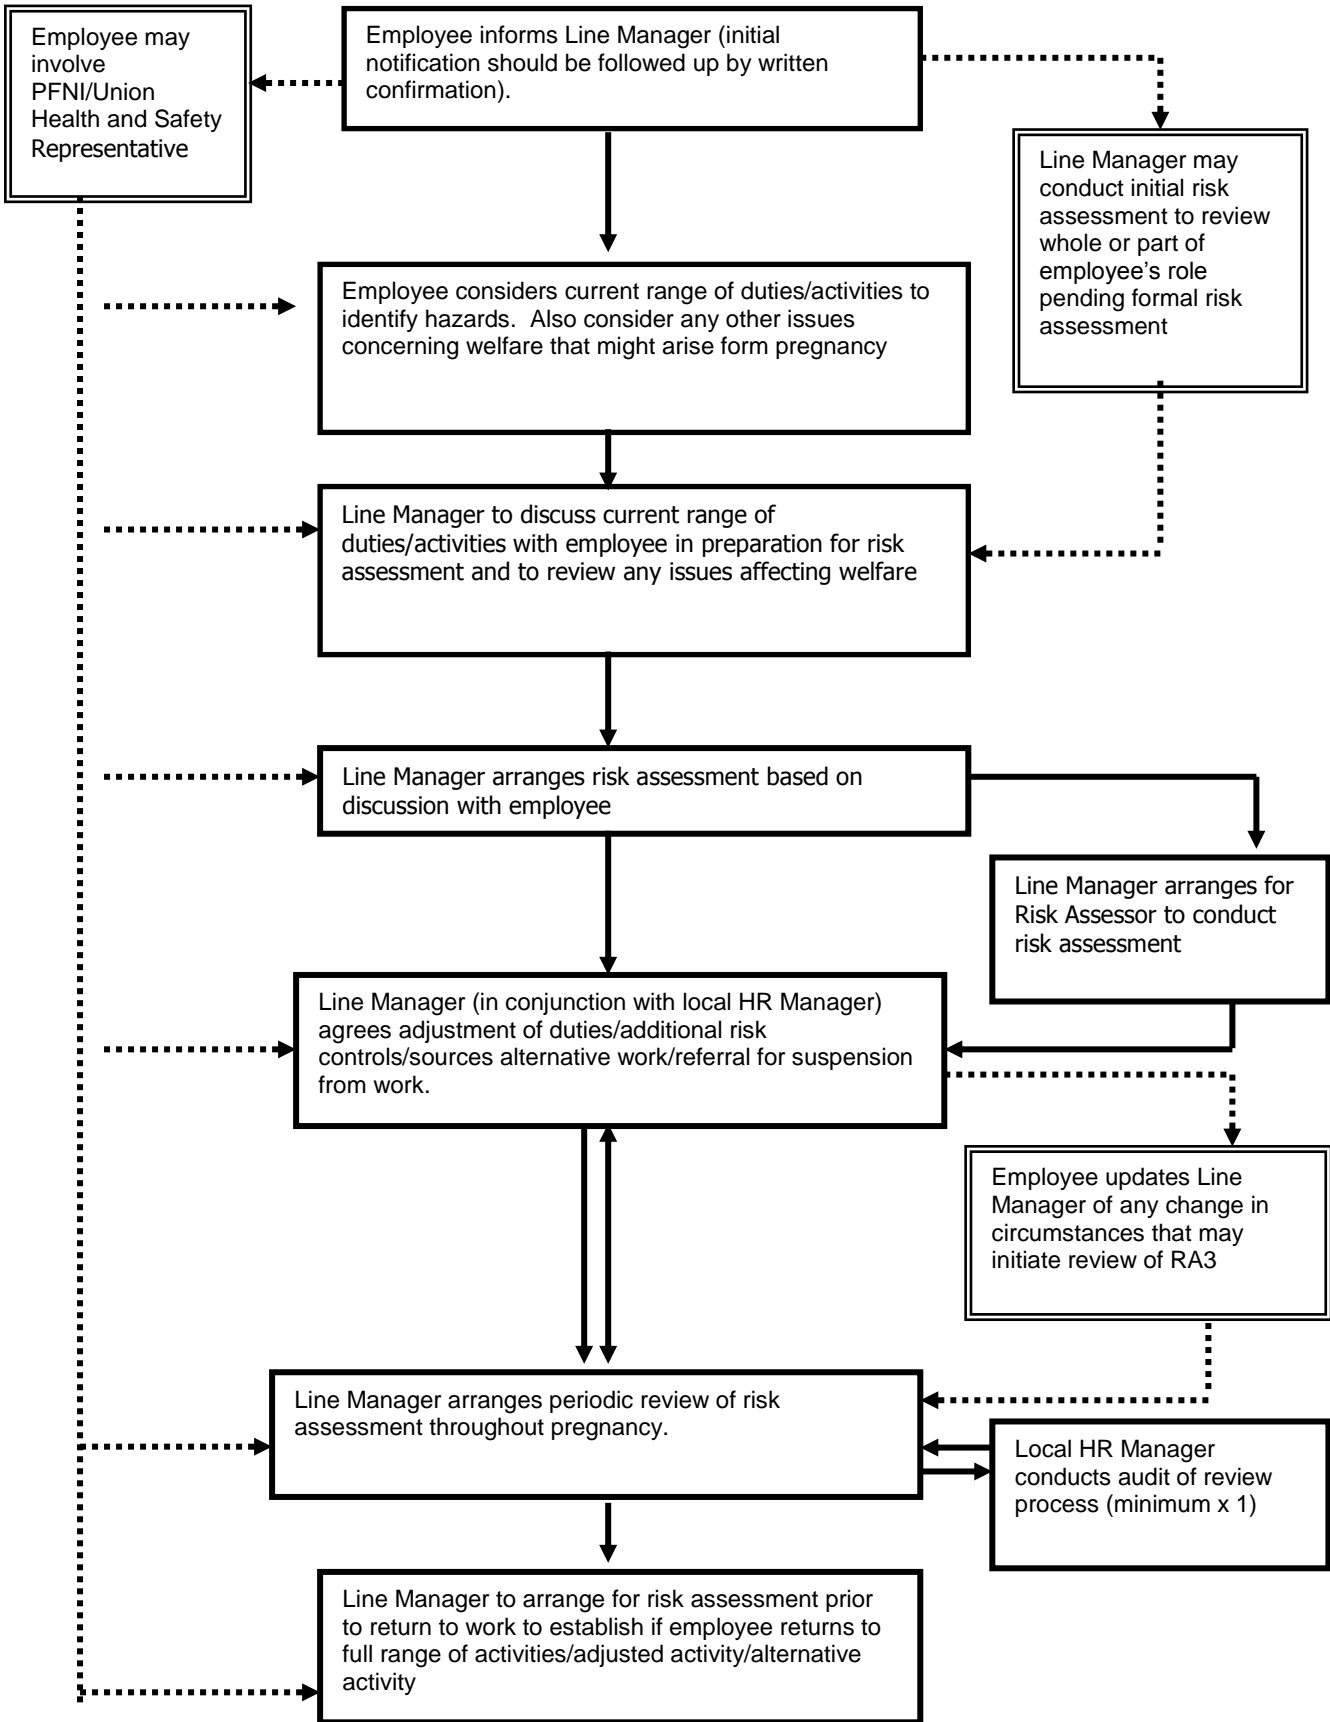 Employee may
involve
PFNI/Union
Health and Safety
Representative
Employee informs Line Manager (initial
notification should be followed up by written
confirmation).
Line Manager may
conduct initial risk
assessment to review
whole or part of
employee’s role
pending formal risk
assessment
Employee considers current range of duties/activities to
identify hazards.  Also consider any other issues
concerning welfare that might arise form pregnancy
Line Manager to discuss current range of
duties/activities with employee in preparation for risk
assessment and to review any issues affecting welfare
Line Manager arranges risk assessment based on
discussion with employee
Line Manager arranges for
Risk Assessor to conduct
risk assessment
Line Manager (in conjunction with local HR Manager)
agrees adjustment of duties/additional risk
controls/sources alternative work/referral for suspension
from work.
Employee updates Line
Manager of any change in
circumstances that may
initiate review of RA3
Line Manager arranges periodic review of risk
assessment throughout pregnancy.
Local HR Manager
conducts audit of review
process (minimum x 1)
Line Manager to arrange for risk assessment prior
to return to work to establish if employee returns to
full range of activities/adjusted activity/alternative
activity